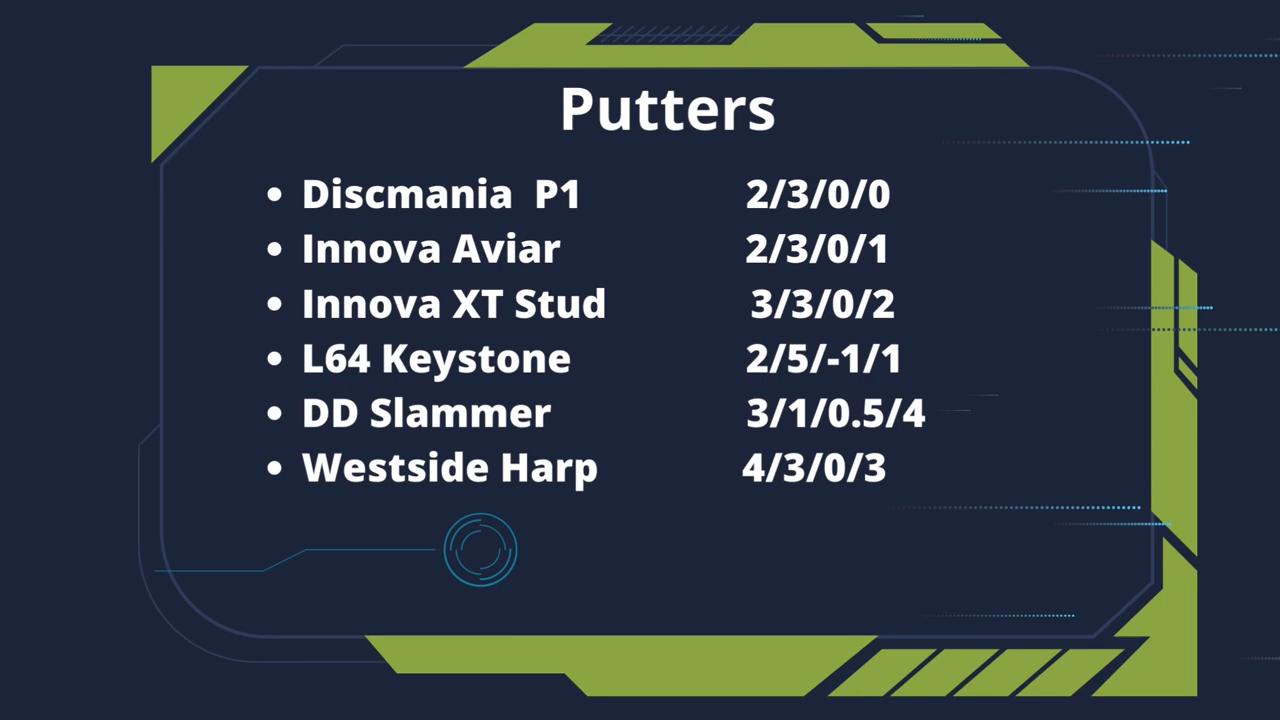 Putters
• Discmania P1 2/3/0/0
• Innova Aviar 2/3/0/1
• Innova XT Stud 3/3/0/2
• L64 Keystone 2/5/-1/1
• DD Slammer 3/1/0.5/4
• Westside Harp 4/3/0/3